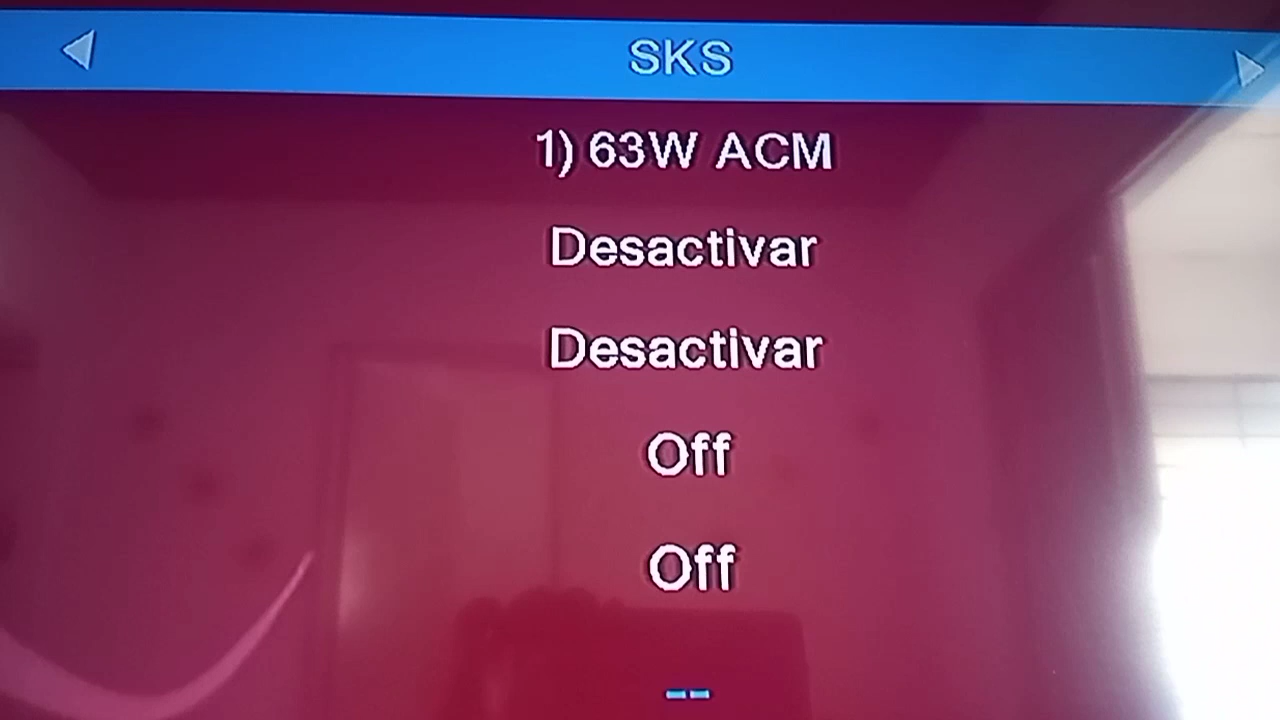 SKS
1) 63W ACM
Desactivar
Desactivar
Off
Off
--